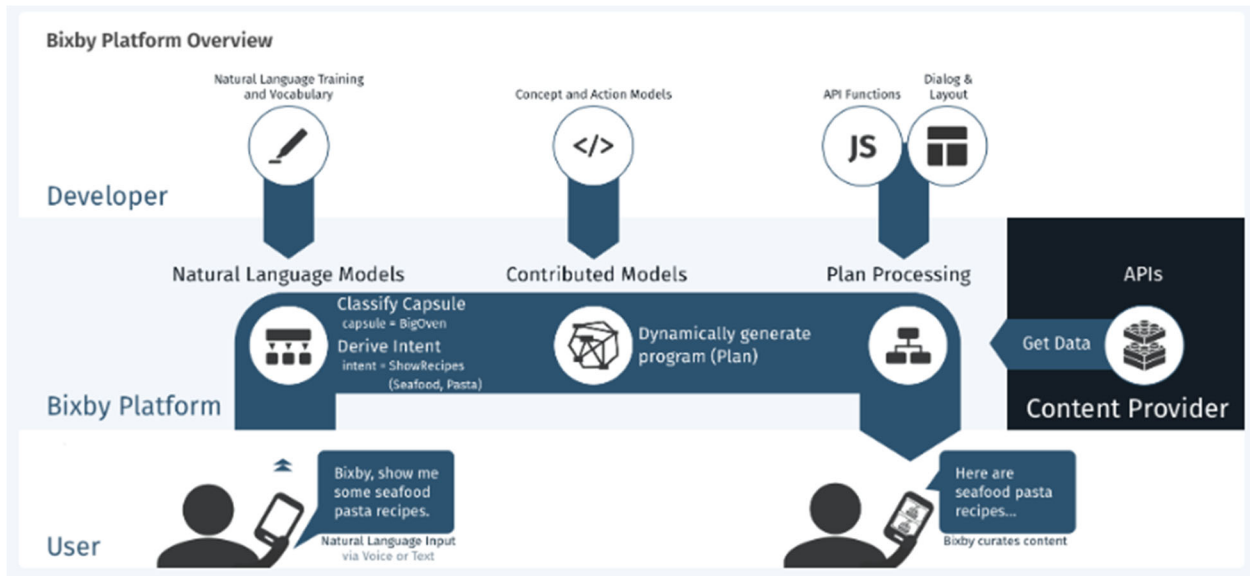 Bixby Platform Overview
Natural Language Training
and Vocabulary
Concept and Action Models
API Functions
Dialog &
Layout
</>
JS
Developer
Natural Language Models
Contributed Models
Plan Processing
APIs
Classify Capsule
capsule = BigOven
Derive Intent
intent = ShowRecipes
(Seafood, Pasta)
Dynamically generate
program (Plan)
Get Data
Bixby Platform
Content Provider
Bixby, show me
some seafood
pasta recipes.
Natural Language Input
via Voice or Text
Here are
seafood pasta
recipes...
Bixby curates content
User